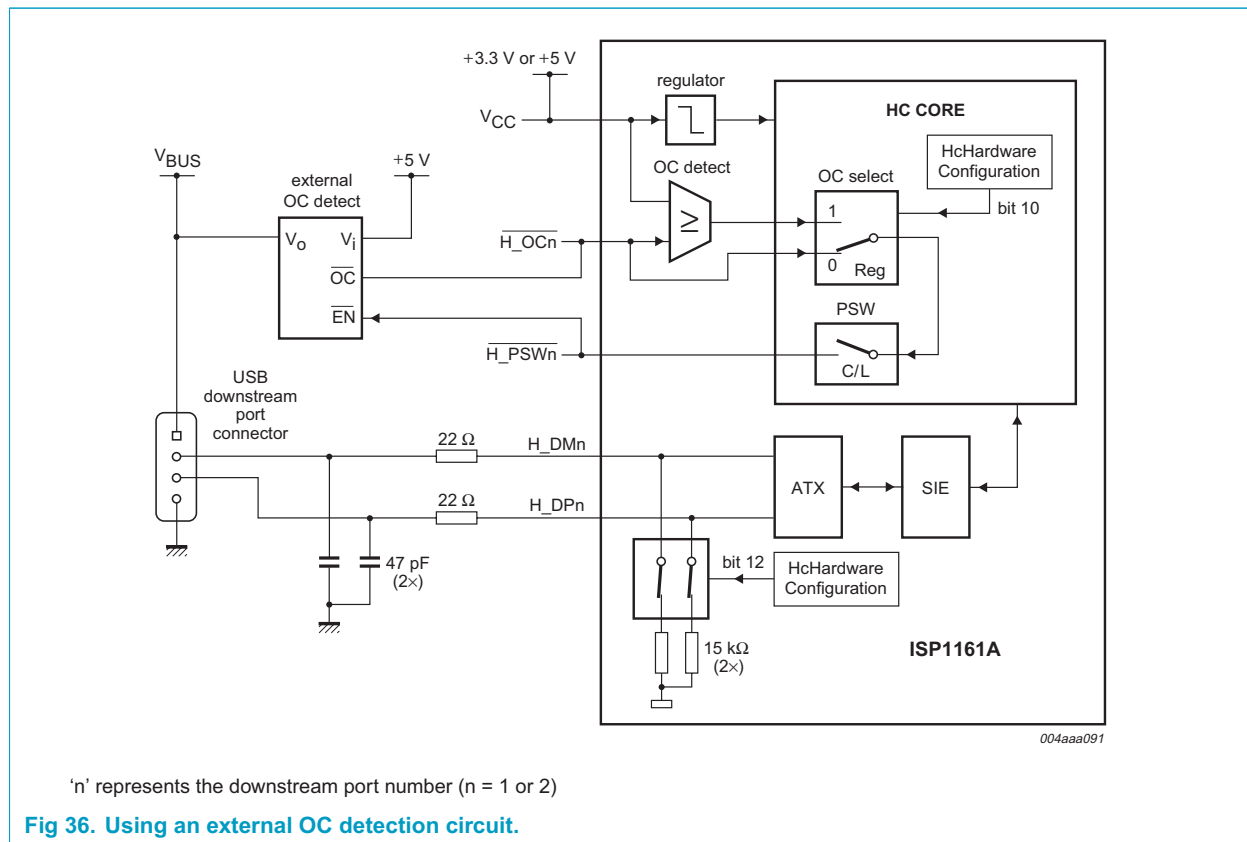 +3.3 V or +5 V
regulator
VCC
HC CORE
HcHardware
Configuration
bit 10
VBUS
+5 V
external
OC detect
OC detect
OC select
Vo
Vi
OC
EN
≥
1
0
Reg
H_OCn
PSW
C/L
H_PSWn
USB
downstream
port
connector
22 Ω
H_DMn
22 Ω
H_DPn
ATX
SIE
47 pF
(2×)
bit 12
HcHardware
Configuration
15 kΩ
(2×)
ISP1161A
004aaa091
‘n’ represents the downstream port number (n = 1 or 2)
Fig 36. Using an external OC detection circuit.